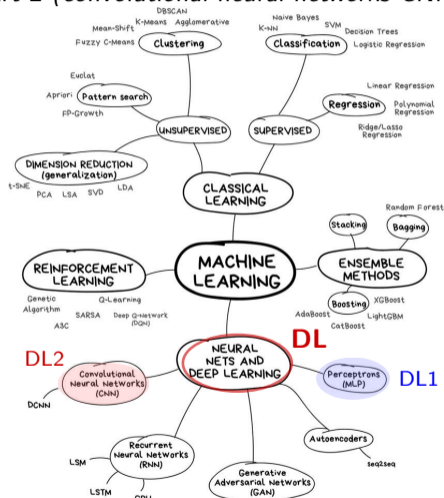 DBSCAN
Mean-Shift
K-Means
Agglomerative
Fuzzy C-Means
Clustering
Naive Bayes
SVM
K-NN
Decision Trees
Classification
Logistic Regression
Euclat
Apriori
Pattern search
FP-Growth
Linear Regression
Regression
Polynomial
Regression
Ridge/Lasso
Regression
UNSUPERVISED
SUPERVISED
DIMENSION REDUCTION
(generalization)
t-SNE
PCA
LSA
SVD
LDA
CLASSICAL
LEARNING
Random Forest
Stacking
Bagging
REINFORCEMENT
LEARNING
MACHINE
LEARNING
ENSEMBLE
METHODS
Genetic
Algorithm
Q-Learning
SARSA
Deep Q-Network
(DQN)
A3C
Boosting
XGBoost
AdaBoost
LightGBM
CatBoost
DL
NEURAL
NETS AND
DEEP LEARNING
DL2
Convolutional
Neural Networks
(CNN)
DCNN
Perceptrons
(MLP)
DL1
Recurrent
Neural Networks
(RNN)
LSM
LSTM
Autoencoders
seq2seq
Generative
Adversarial Networks
(GAN)